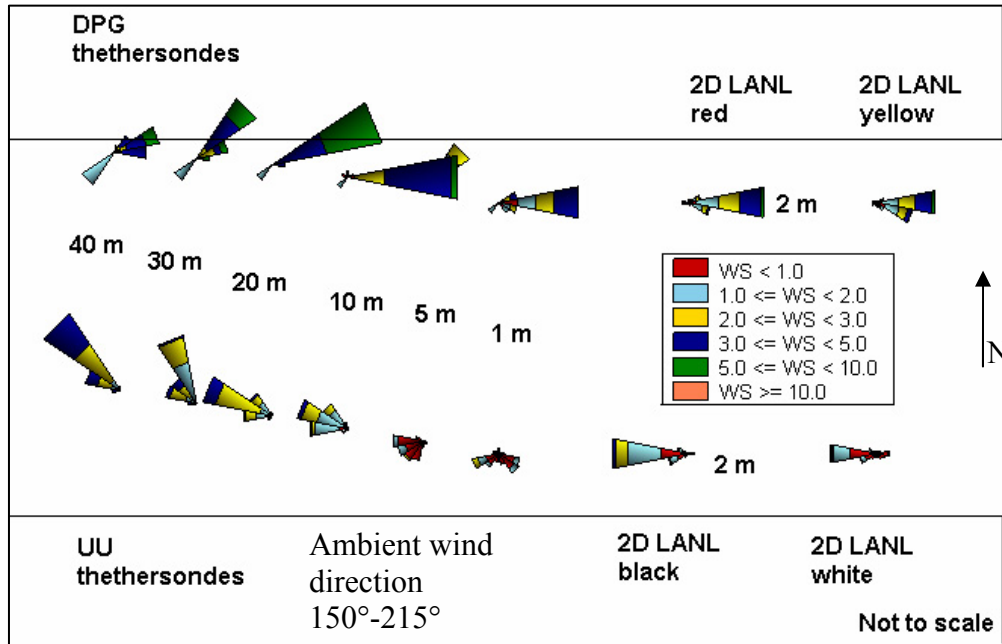 DPG
thethersondes
2D LANL
red
2D LANL
yellow
2 m
40 m
30 m
20 m
10 m
5 m
1 m
WS < 1.0
1.0 <= WS < 2.0
2.0 <= WS < 3.0
3.0 <= WS < 5.0
5.0 <= WS < 10.0
WS >= 10.0
N
2 m
UU
thethersondes
Ambient wind
direction
150°-215°
2D LANL
black
2D LANL
white
Not to scale